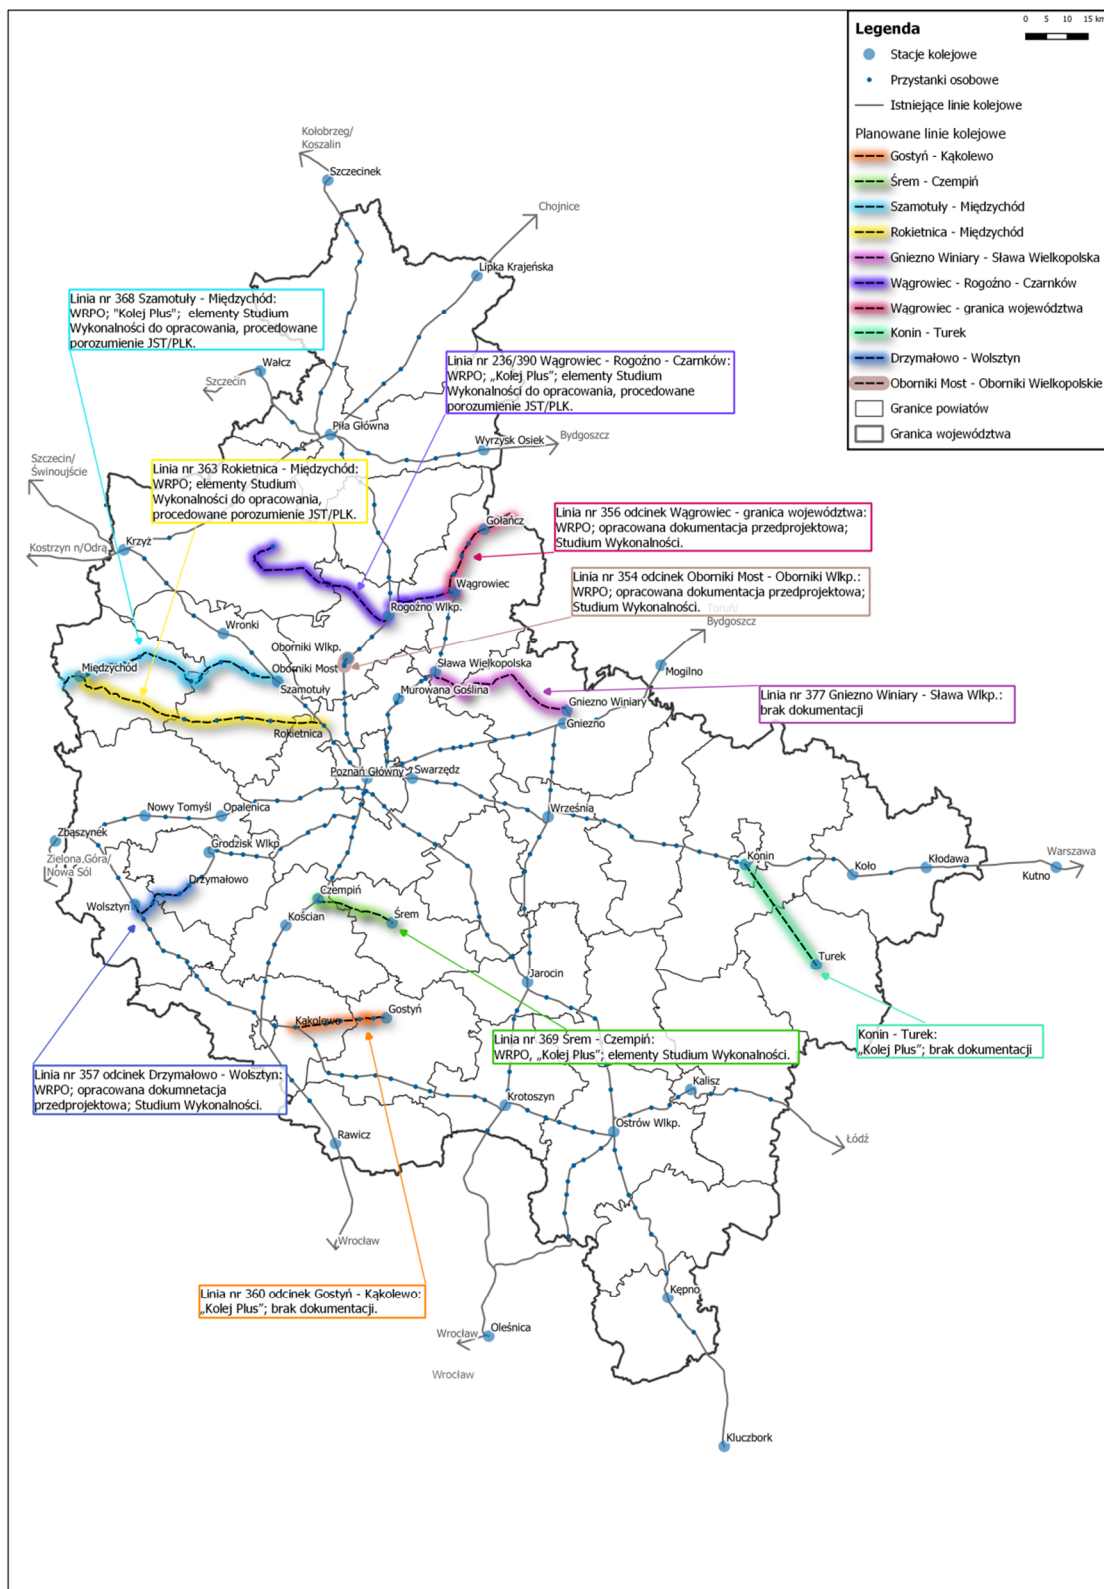 Legenda
0 5 10 15 km
Stacje kolejowe
Przystanki osobowe
Istniejące linie kolejowe
Planowane linie kolejowe
Gostyń - Kąkolewo
Śrem - Czempiń
Szamotuły - Międzychód
Rokietnica - Międzychód
Gniezno Winiary - Sława Wielkopolska
Wągrowiec - Rogoźno - Czarnków
Wągrowiec - granica województwa
Konin - Turek
Drzymałowo - Wolsztyn
Oborniki Most - Oborniki Wielkopolskie
Granice powiatów
Granica województwa
Kołobrzeg/
Koszalin
Szczecinek
Chojnice
Lipka Krajeńska
Linia nr 368 Szamotuły - Międzychód:
WRPO; "Kolej Plus"; elementy Studium
Wykonalności do opracowania, procedowane
porozumienie JST/PLK.
Wałcz
Szczecin
Linia nr 236/390 Wągrowiec - Rogoźno - Czarnków:
WRPO; „Kolej Plus”; elementy Studium
Wykonalności do opracowania, procedowane
porozumienie JST/PLK.
Piła Główna
Wyrzysk Osiek
Bydgoszcz
Szczecin/
Świnoujście
Linia nr 363 Rokietnica - Międzychód:
WRPO; elementy Studium
Wykonalności do opracowania,
procedowane porozumienie JST/PLK.
Linia nr 356 odcinek Wągrowiec - granica województwa:
WRPO; opracowana dokumentacja przedprojektowa;
Studium Wykonalności.
Gołańcz
Krzyż
Kostrzyn n/Odrą
Linia nr 354 odcinek Oborniki Most - Oborniki Wlkp.:
WRPO; opracowana dokumentacja przedprojektowa;
Studium Wykonalności.
Wągrowiec
Rogoźno Wlkp.
Toruń/
Bydgoszcz
Wronki
Oborniki Wlkp.
Oborniki Most
Międzychód
Sława Wielkopolska
Mogilno
Szamotuły
Murowana Goślina
Linia nr 377 Gniezno Winiary - Sława Wlkp.:
brak dokumentacji
Gniezno Winiary
Gniezno
Rokietnica
Poznań Główny
Swarzędz
Nowy Tomyśl
Opalenica
Września
Zbąszynek
Grodzisk Wlkp
Zielona Góra/
Nowa Sól
Konin
Koło
Kłodawa
Warszawa
Kutno
Drzymałowo
Wolsztyn
Czempiń
Kościan
Śrem
Turek
Jarocin
Kąkolewo
Gostyń
Linia nr 369 Śrem - Czempiń:
WRPO, „Kolej Plus”; elementy Studium Wykonalności.
Konin - Turek:
„Kolej Plus”; brak dokumentacji
Linia nr 357 odcinek Drzymałowo - Wolsztyn:
WRPO; opracowana dokumnetacja
przedprojektowa; Studium Wykonalności.
Kalisz
Krotoszyn
Ostrów Wlkp.
Łódź
Rawicz
Wrocław
Linia nr 360 odcinek Gostyń - Kąkolewo:
„Kolej Plus”; brak dokumentacji.
Kępno
Wrocław
Oleśnica
Wrocław
Kluczbork